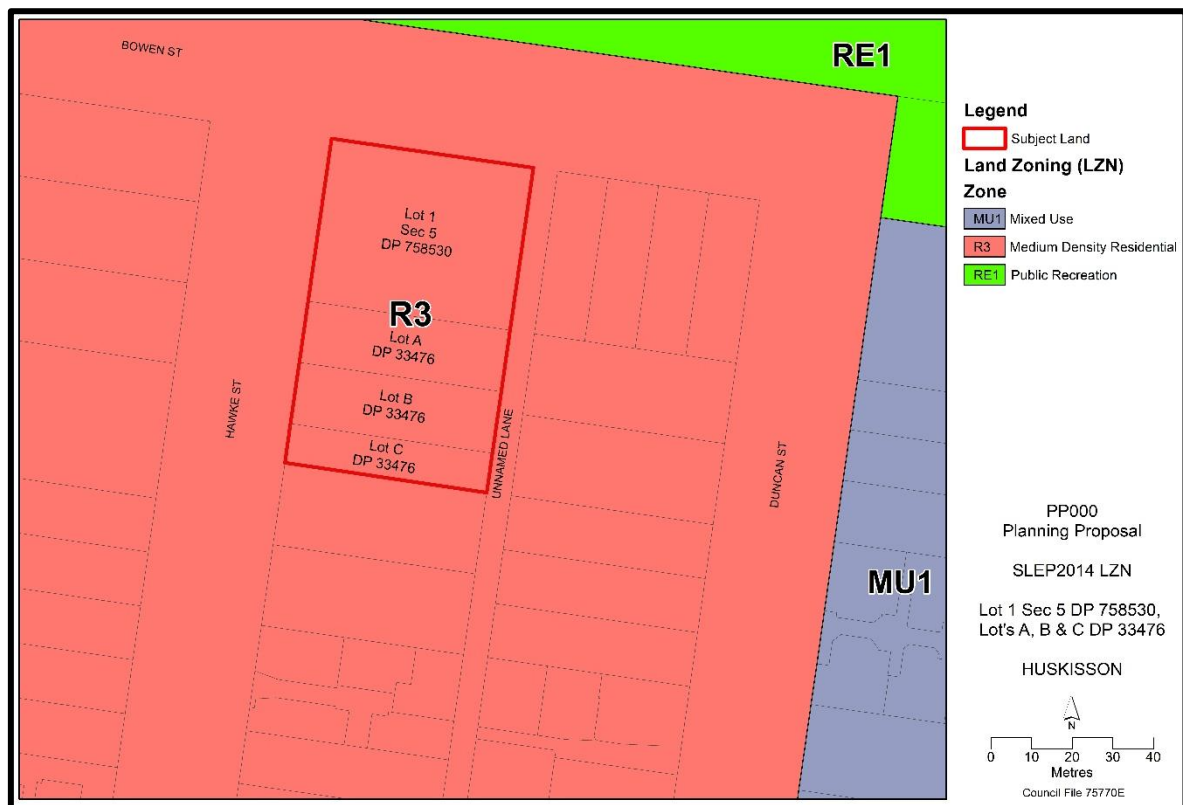 BOWEN ST
RE1
Lot 1
Sec 5
DP 758530
R3
Lot A
DP 33476
Lot B
DP 33476
Lot C
DP 33476
HAWKE ST
UNNAMED LANE
DUNCAN ST
MU1
Legend
Subject Land
Land Zoning (LZN)
Zone
MU1 Mixed Use
R3 Medium Density Residential
RE1 Public Recreation
PP000
Planning Proposal
SLEP2014 LZN
Lot 1 Sec 5 DP 758530,
Lot's A, B & C DP 33476
HUSKISSON
N
0 10 20 30 40
Metres
Council File 75770E